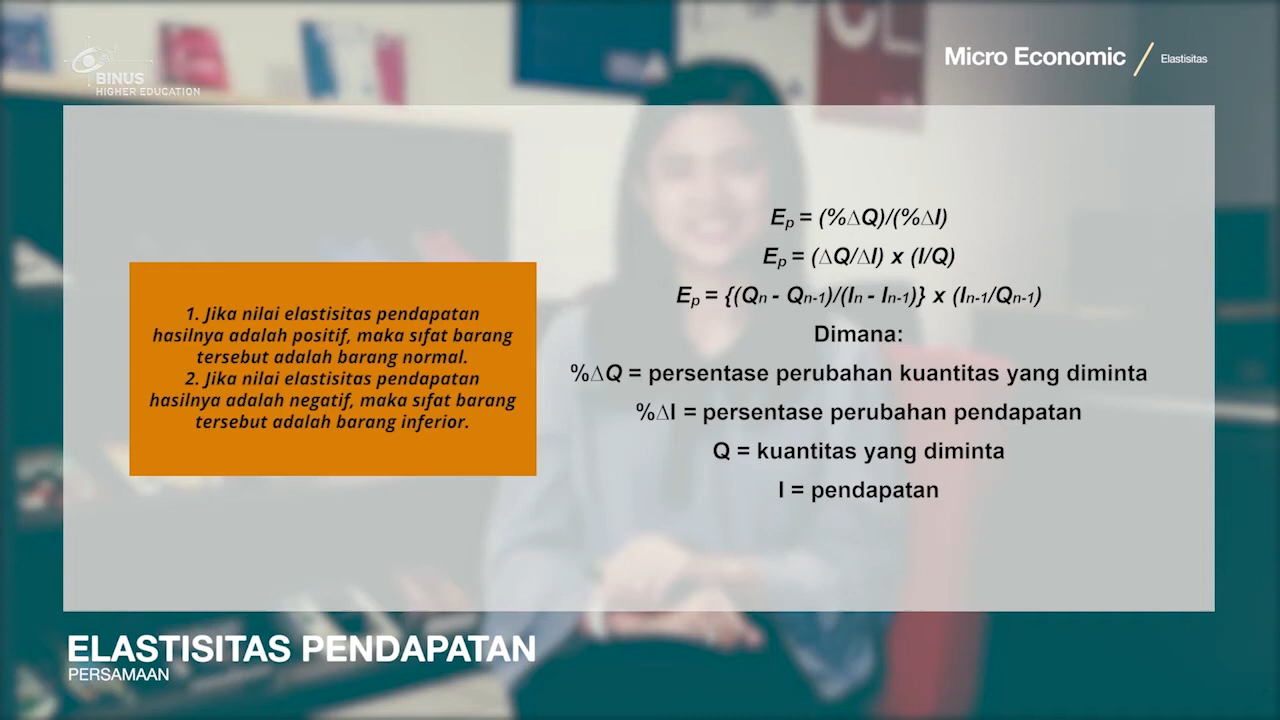 BINUS
HIGHER EDUCATION
Micro Economic / Elastisitas
1. Jika nilai elastisitas pendapatan
hasilnya adalah positif, maka sifat barang
tersebut adalah barang normal.
2. Jika nilai elastisitas pendapatan
hasilnya adalah negatif, maka sifat barang
tersebut adalah barang inferior.
Ep = (%∆Q)/(%∆I)
Ep = (∆Q/∆I) x (I/Q)
Ep = {(Qn - Qn-1)/(In - In-1)} x (In-1/Qn-1)
Dimana:
%∆Q = persentase perubahan kuantitas yang diminta
%∆I = persentase perubahan pendapatan
Q = kuantitas yang diminta
I = pendapatan
ELASTISITAS PENDAPATAN
PERSAMAAN